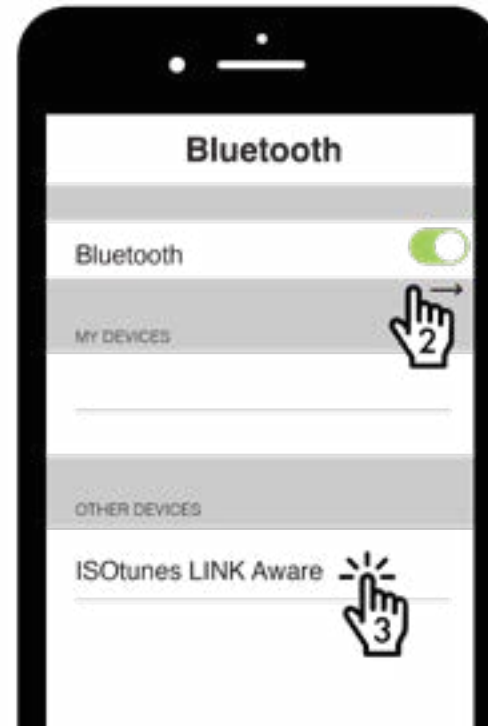 Bluetooth
Bluetooth
2
MY DEVICES
OTHER DEVICES
ISOtunes LINK Aware
3